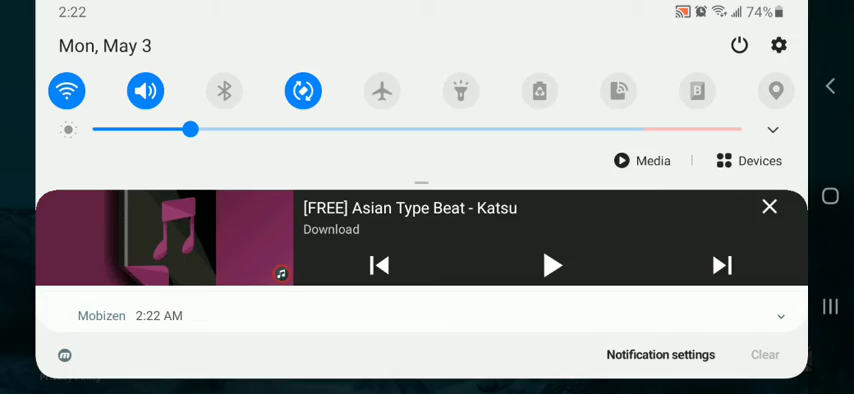 2:22
74%
Mon, May 3
Media
Devices
[FREE] Asian Type Beat - Katsu
Download
Mobizen 2:22 AM
Notification settings
Clear